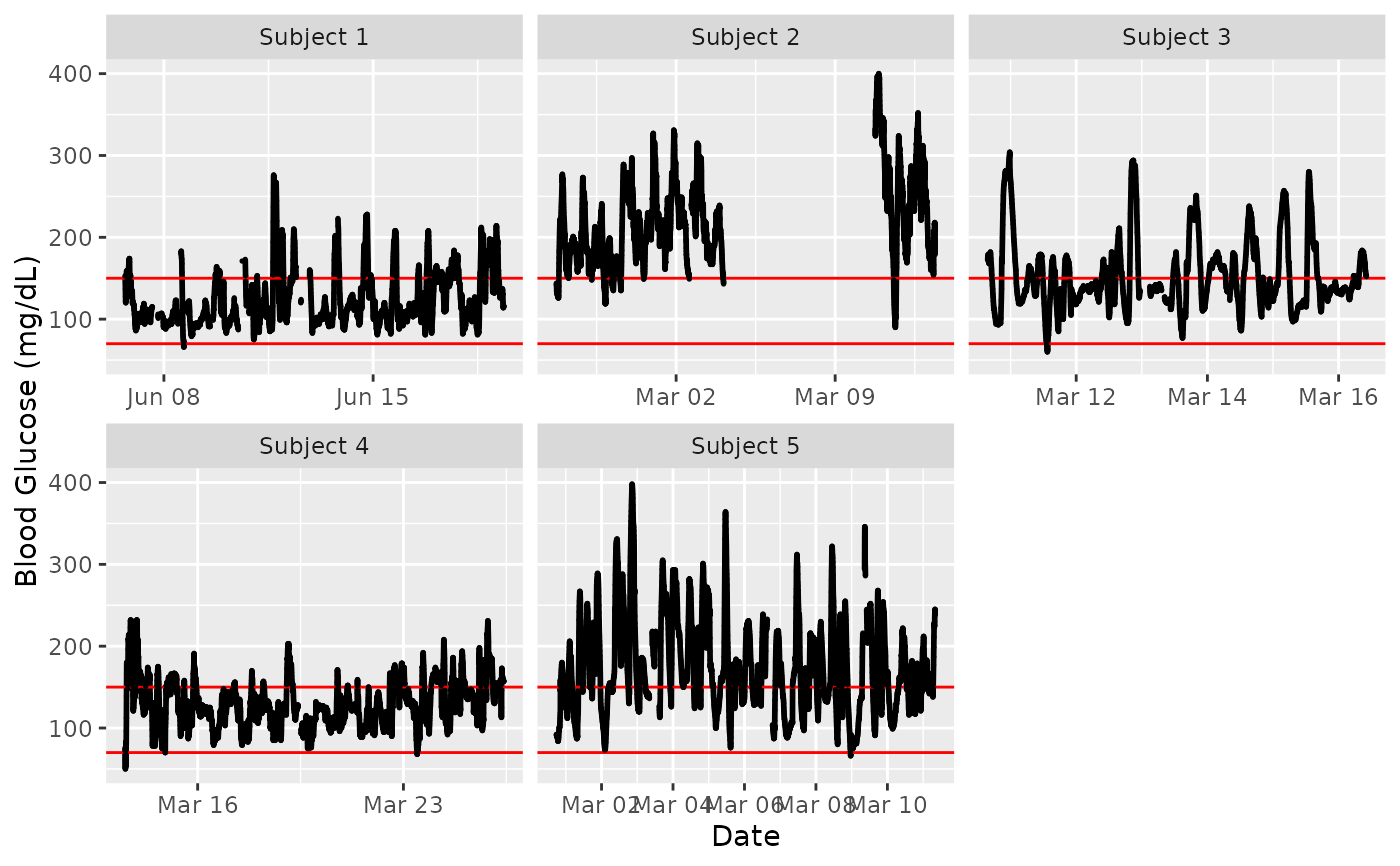 Subject 1
Subject 2
Subject 3
400
300
200
100
Jun 08
Jun 15
Mar 02
Mar 09
Mar 12
Mar 14
Mar 16
Blood Glucose (mg/dL)
Subject 4
Subject 5
400
300
200
100
Mar 16
Mar 23
Mar 02
Mar 04
Mar 06
Mar 08
Mar 10
Date